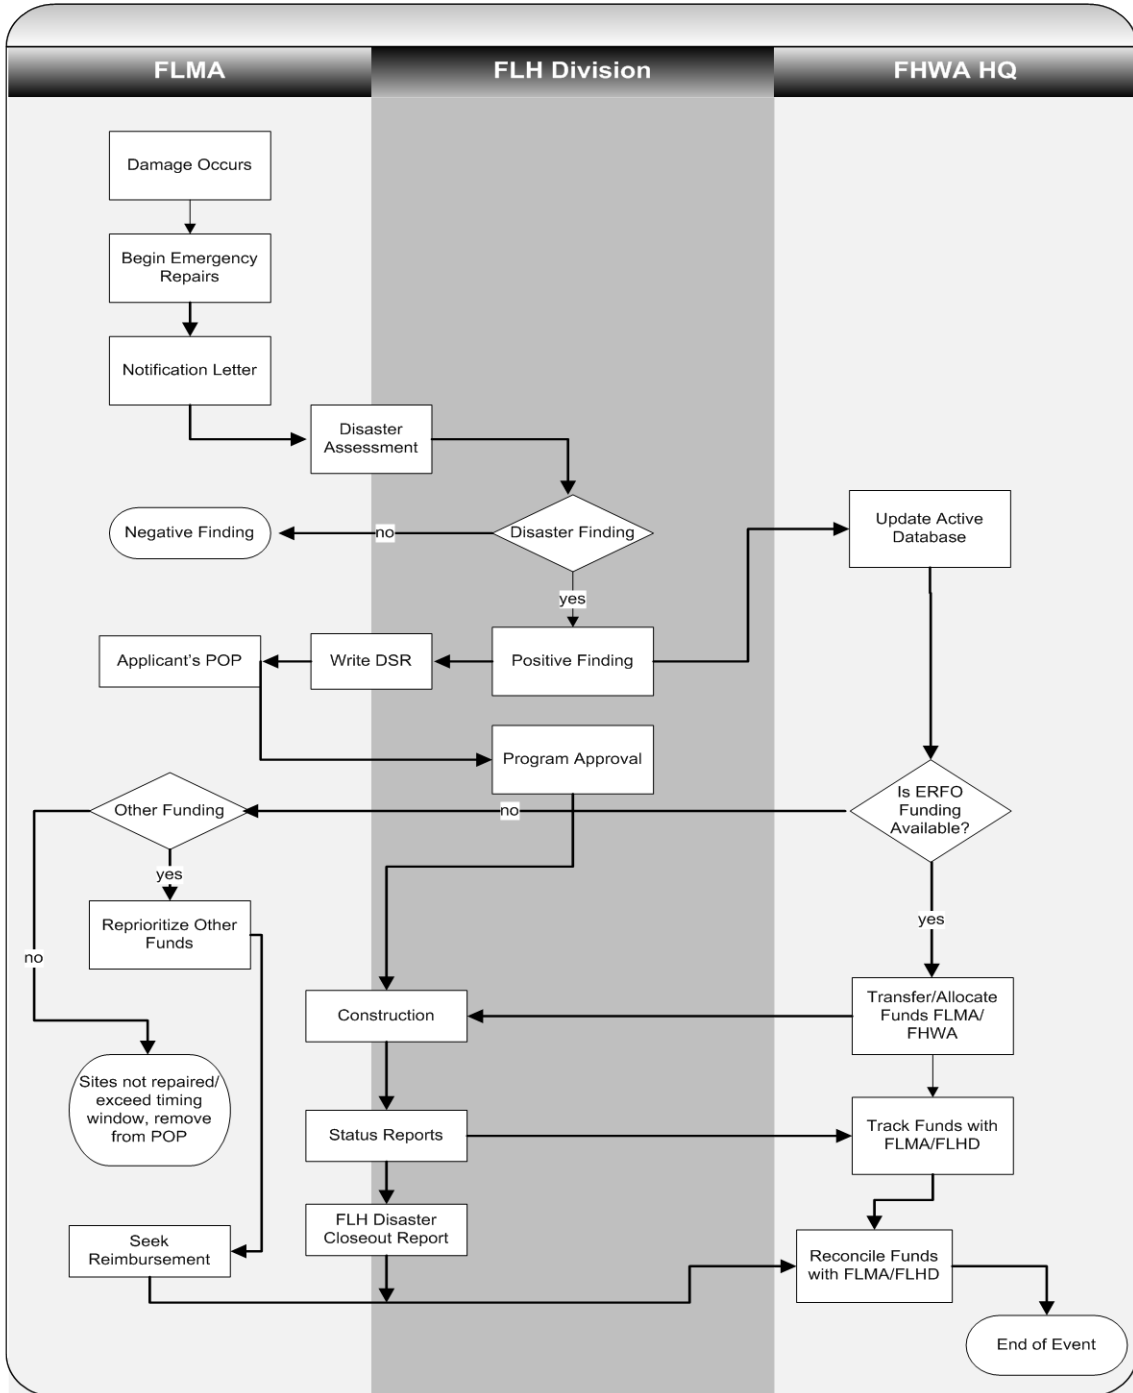 FLMA
FLH Division
FHWA HQ
Damage Occurs
Begin Emergency
Repairs
Notification Letter
Disaster
Assessment
Negative Finding
no
Disaster Finding
Update Active
Database
yes
Applicant's POP
Write DSR
Positive Finding
Program Approval
Other Funding
no
Is ERFO
Funding
Available?
yes
Reprioritize Other
Funds
yes
no
Construction
Transfer/Allocate
Funds FLMA/
FHWA
Sites not repaired/
exceed timing
window, remove
from POP
Status Reports
Track Funds with
FLMA/FLHD
FLH Disaster
Closeout Report
Seek
Reimbursement
Reconcile Funds
with FLMA/FLHD
End of Event